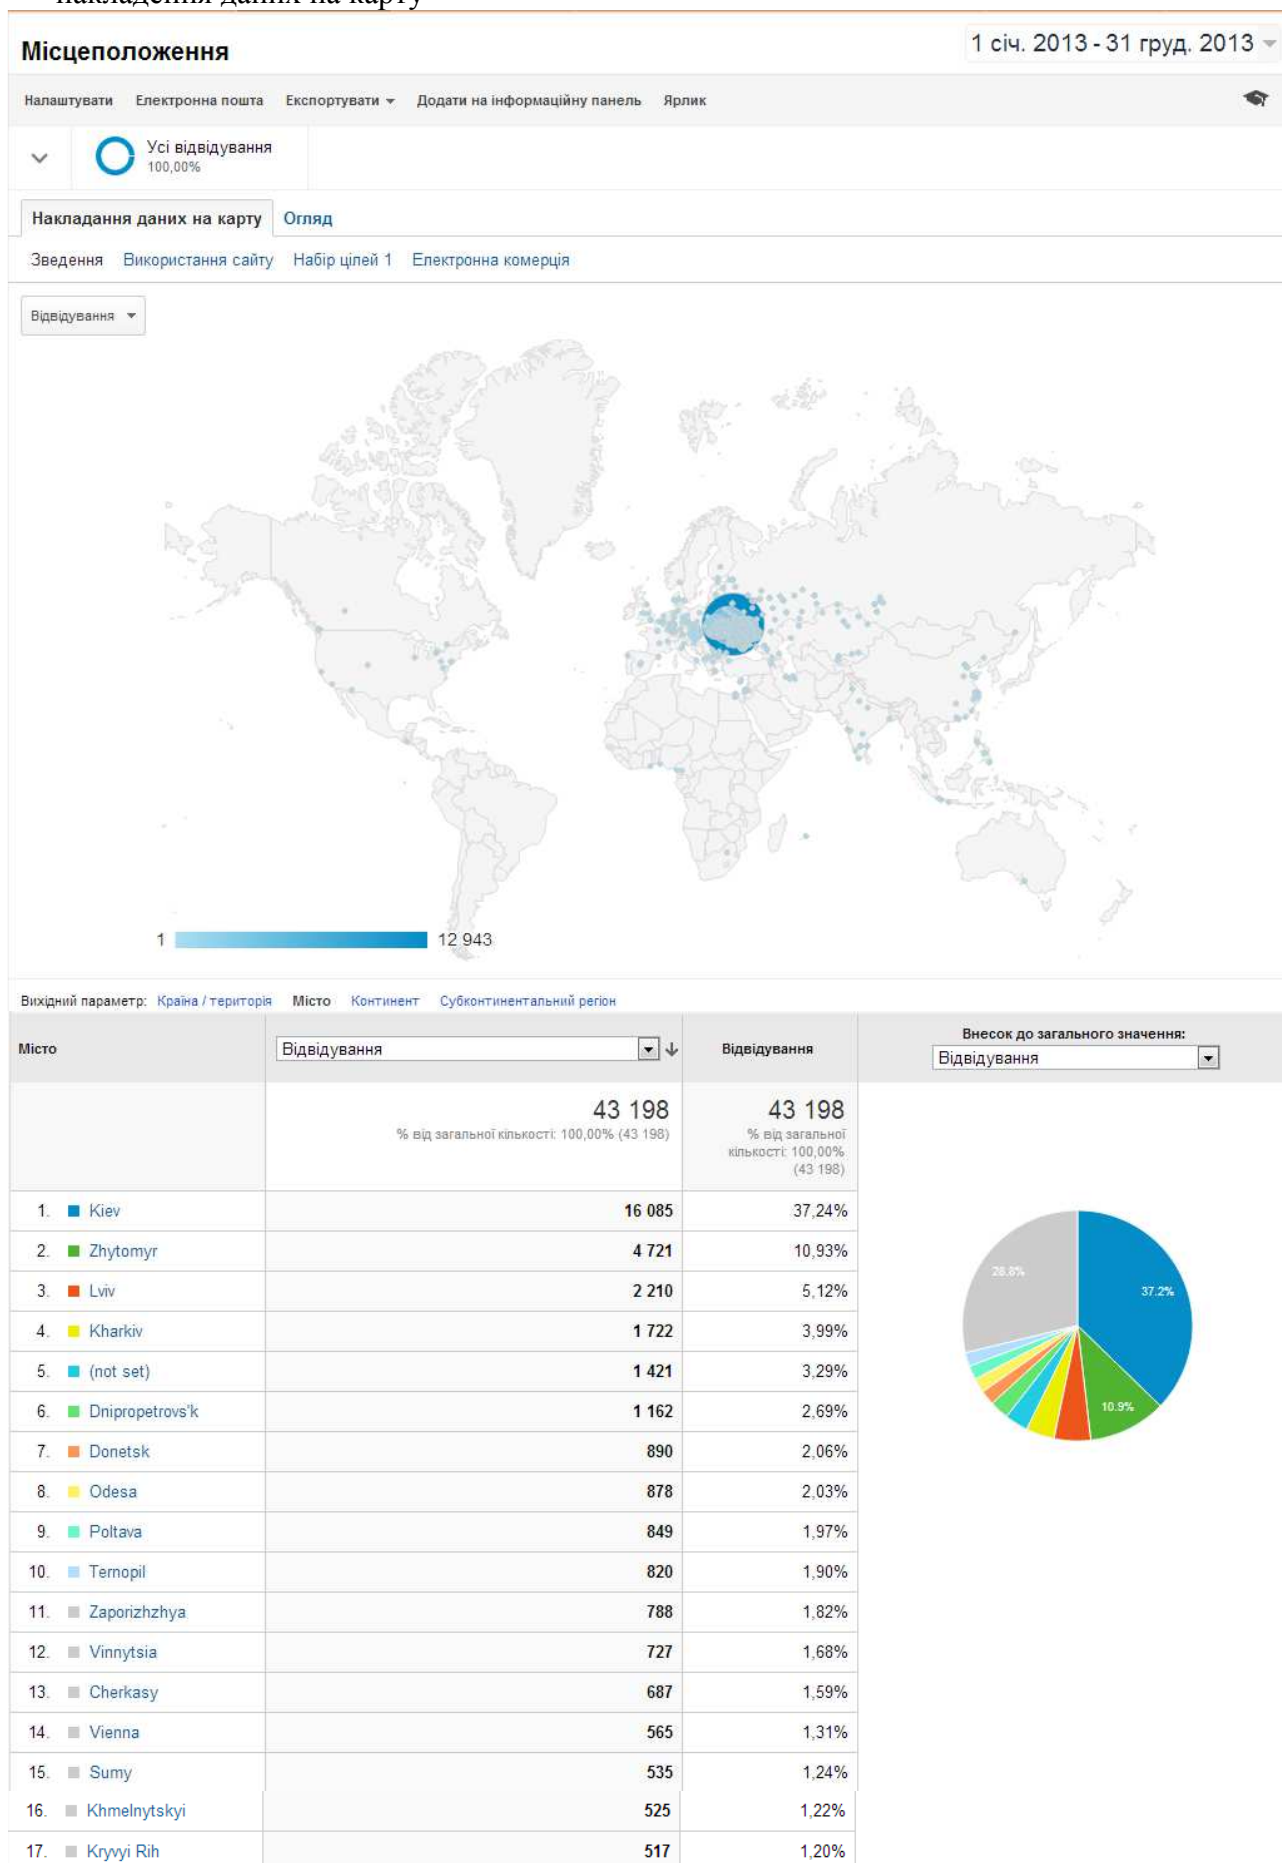 накладення даних на карту
Місцеположення
1 січ. 2013 - 31 груд. 2013
Налаштувати Електронна пошта Експортувати Додати на інформаційну панель Ярлик
Усі відвідування
100,00%
Накладання даних на карту Огляд
Зведення Використання сайту Набір цілей 1 Електронна комерція
Відвідування
1 12 943
Вихідний параметр: Країна / територія Місто Континент Субконтинентальний регіон
Місто Відвідування Відвідування Внесок до загального значення:
Відвідування
43 198 43 198
% від загальної кількості: 100,00% (43 198) % від загальної
кількості: 100,00%
(43 198)
1. Kiev 16 085 37,24%
2. Zhytomyr 4 721 10,93%
3. Lviv 2 210 5,12%
4. Kharkiv 1 722 3,99%
5. (not set) 1 421 3,29%
6. Dnipropetrovs'k 1 162 2,69%
7. Donetsk 890 2,06%
8. Odesa 878 2,03%
9. Poltava 849 1,97%
10. Ternopil 820 1,90%
11. Zaporizhzhya 788 1,82%
12. Vinnytsia 727 1,68%
13. Cherkasy 687 1,59%
14. Vienna 565 1,31%
15. Sumy 535 1,24%
16. Khmelnytskyi 525 1,22%
17. Kryvyi Rih 517 1,20%
28.8%
37.2%
10.9%